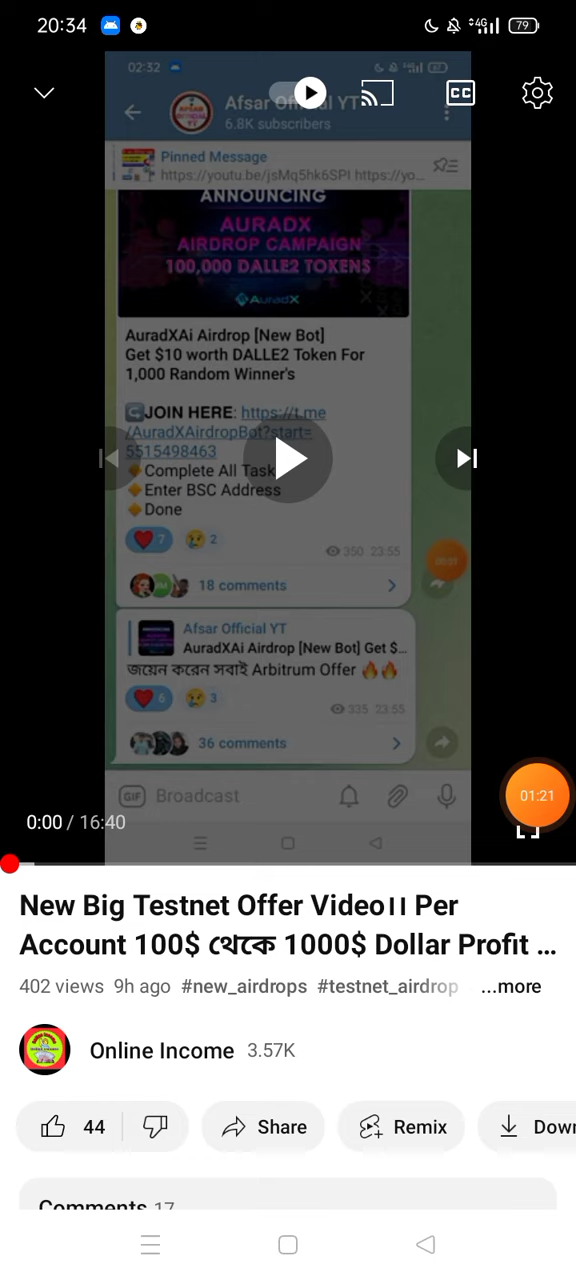 20:34
4G
79
02:32
Afsar Official YT
6.8K subscribers
CC
Pinned Message
https://youtu.be/jsMq5hk6SPI https://yo...
ANNOUNCING
AURADX
AIRDROP CAMPAIGN
100,000 DALLE2 TOKENS
AuradX
AuradXAi Airdrop [New Bot]
Get $10 worth DALLE2 Token For
1,000 Random Winner's
JOIN HERE: https://t.me
/AuradXAirdropBot?start=
5515498463
Complete All Task
Enter BSC Address
Done
7
2
350 23:55
18 comments
Afsar Official YT
AuradXAi Airdrop [New Bot] Get $...
জয়েন করেন সবাই Arbitrum Offer 🔥🔥
6
3
335 23:55
36 comments
GIF Broadcast
01:21
0:00 / 16:40
New Big Testnet Offer Video।। Per
Account 100$ থেকে 1000$ Dollar Profit ...
402 views 9h ago #new_airdrops #testnet_airdrop ...more
Online Income 3.57K
44
Share
Remix
Down
Comments 17